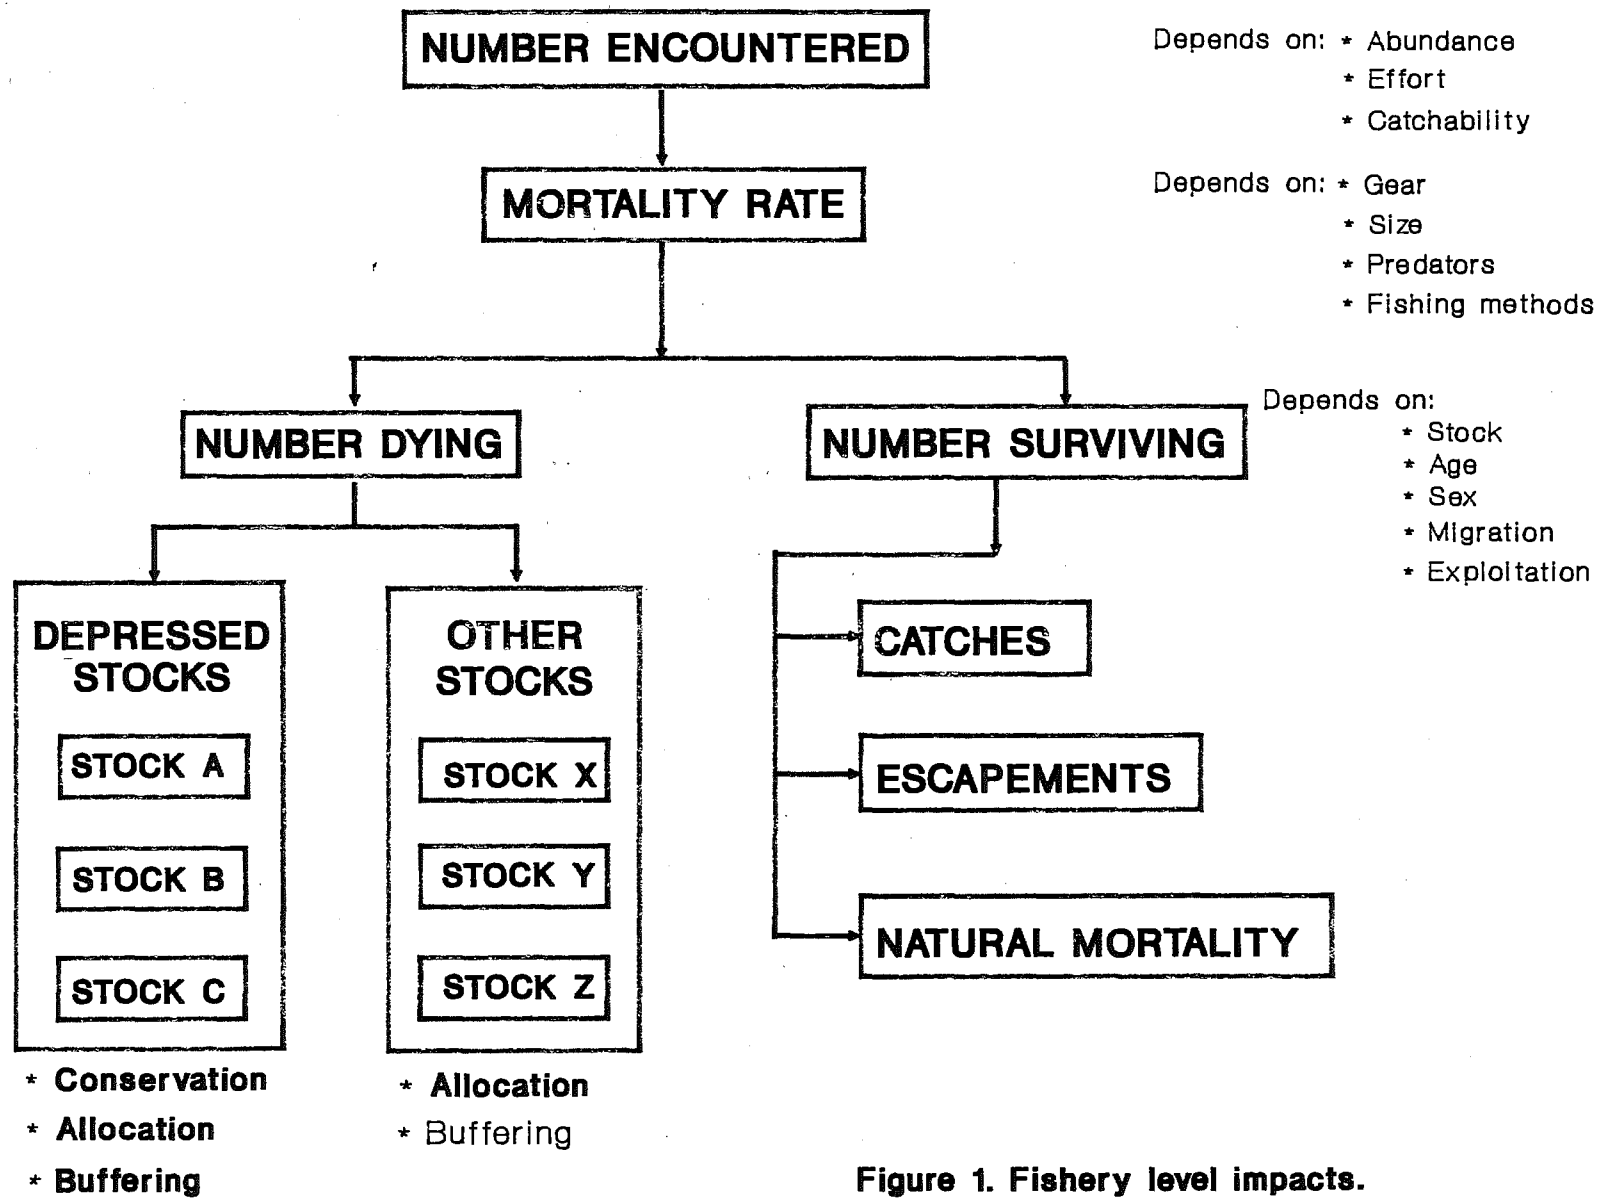 NUMBER ENCOUNTERED
Depends on: * Abundance
* Effort
* Catchability
MORTALITY RATE
Depends on: * Gear
* Size
* Predators
* Fishing methods
NUMBER DYING
NUMBER SURVIVING
Depends on:
* Stock
* Age
* Sex
* Migration
* Exploitation
DEPRESSED
STOCKS
STOCK A
STOCK B
STOCK C
* Conservation
* Allocation
* Buffering
OTHER
STOCKS
STOCK X
STOCK Y
STOCK Z
* Allocation
* Buffering
CATCHES
ESCAPEMENTS
NATURAL MORTALITY
Figure 1. Fishery level impacts.